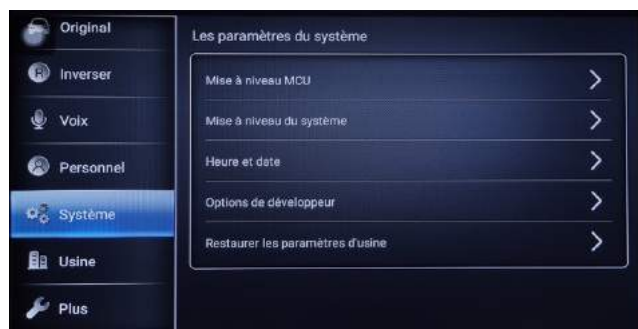 Original
Inverser
Voix
Personnel
Système
Usine
Plus
Les paramètres du système
Mise à niveau MCU
Mise à niveau du système
Heure et date
Options de développeur
Restaurer les paramètres d'usine